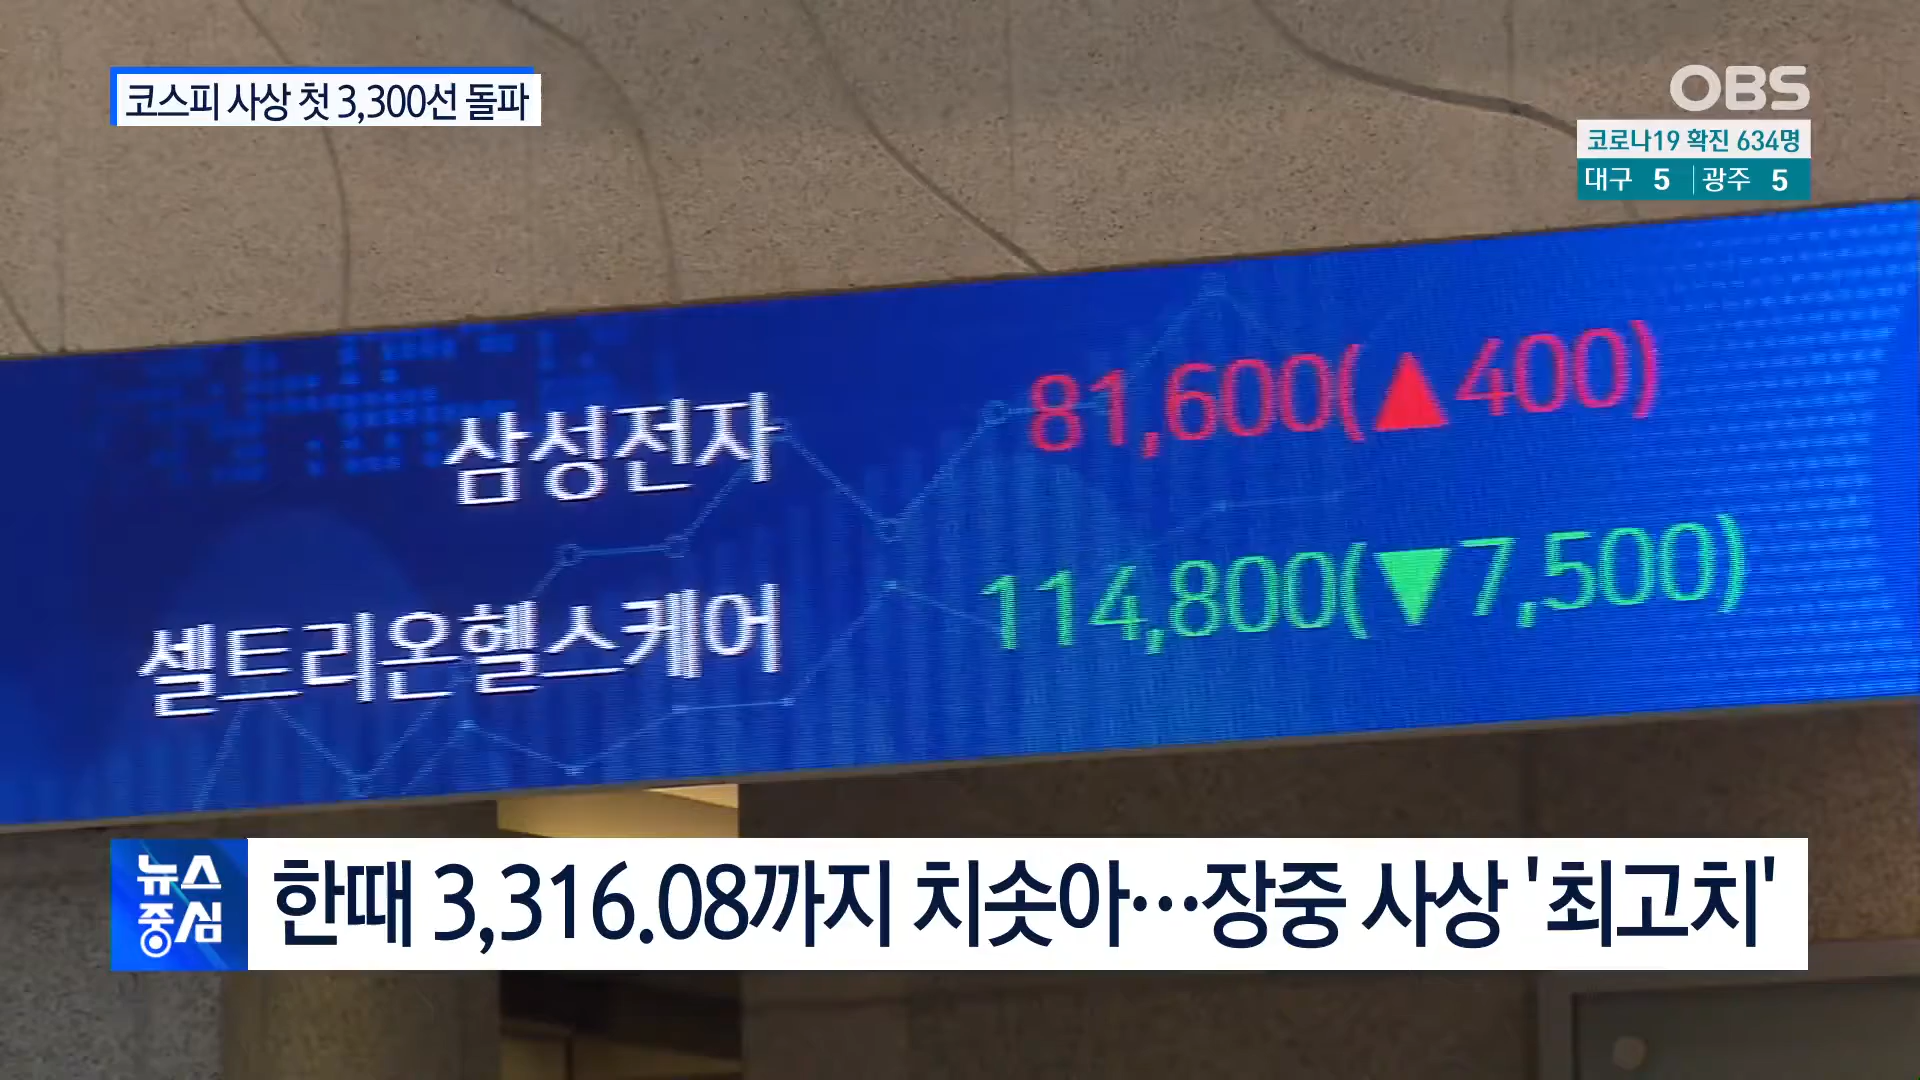 코스피 사상 첫 3,300선 돌파
OBS
코로나19 확진 634명
대구 5 광주 5
삼성전자 81,600(▲400)
셀트리온헬스케어 114,800(▼7,500)
뉴스중심
한때 3,316.08까지 치솟아…장중 사상 '최고치'